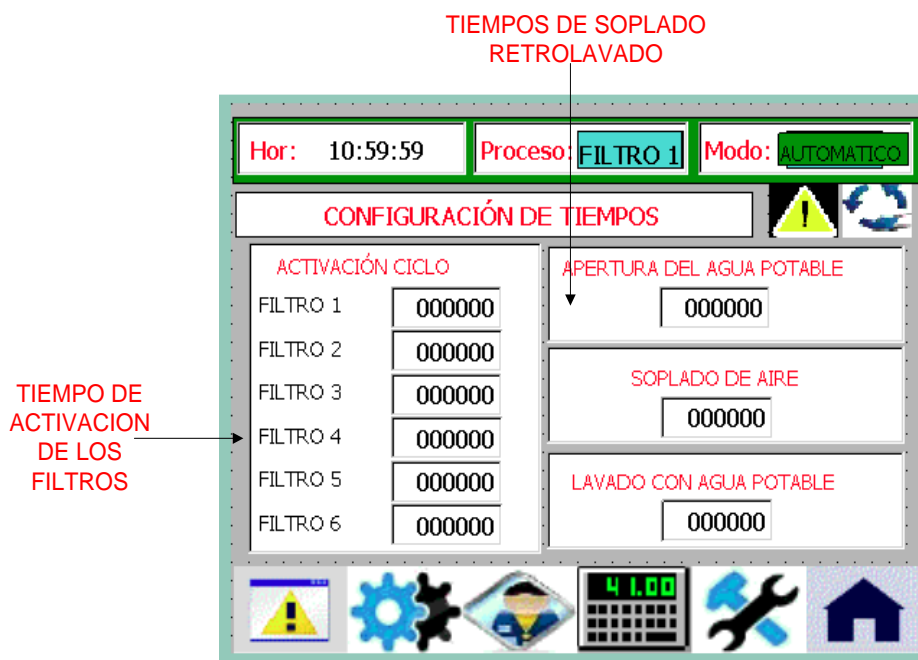 TIEMPOS DE SOPLADO
RETROLAVADO
Hor: 10:59:59 Proceso: FILTRO 1 Modo: AUTOMATICO
CONFIGURACIÓN DE TIEMPOS
ACTIVACIÓN CICLO
FILTRO 1 000000
FILTRO 2 000000
FILTRO 3 000000
FILTRO 4 000000
FILTRO 5 000000
FILTRO 6 000000
APERTURA DEL AGUA POTABLE
000000
SOPLADO DE AIRE
000000
LAVADO CON AGUA POTABLE
000000
TIEMPO DE
ACTIVACION
DE LOS
FILTROS
41.00